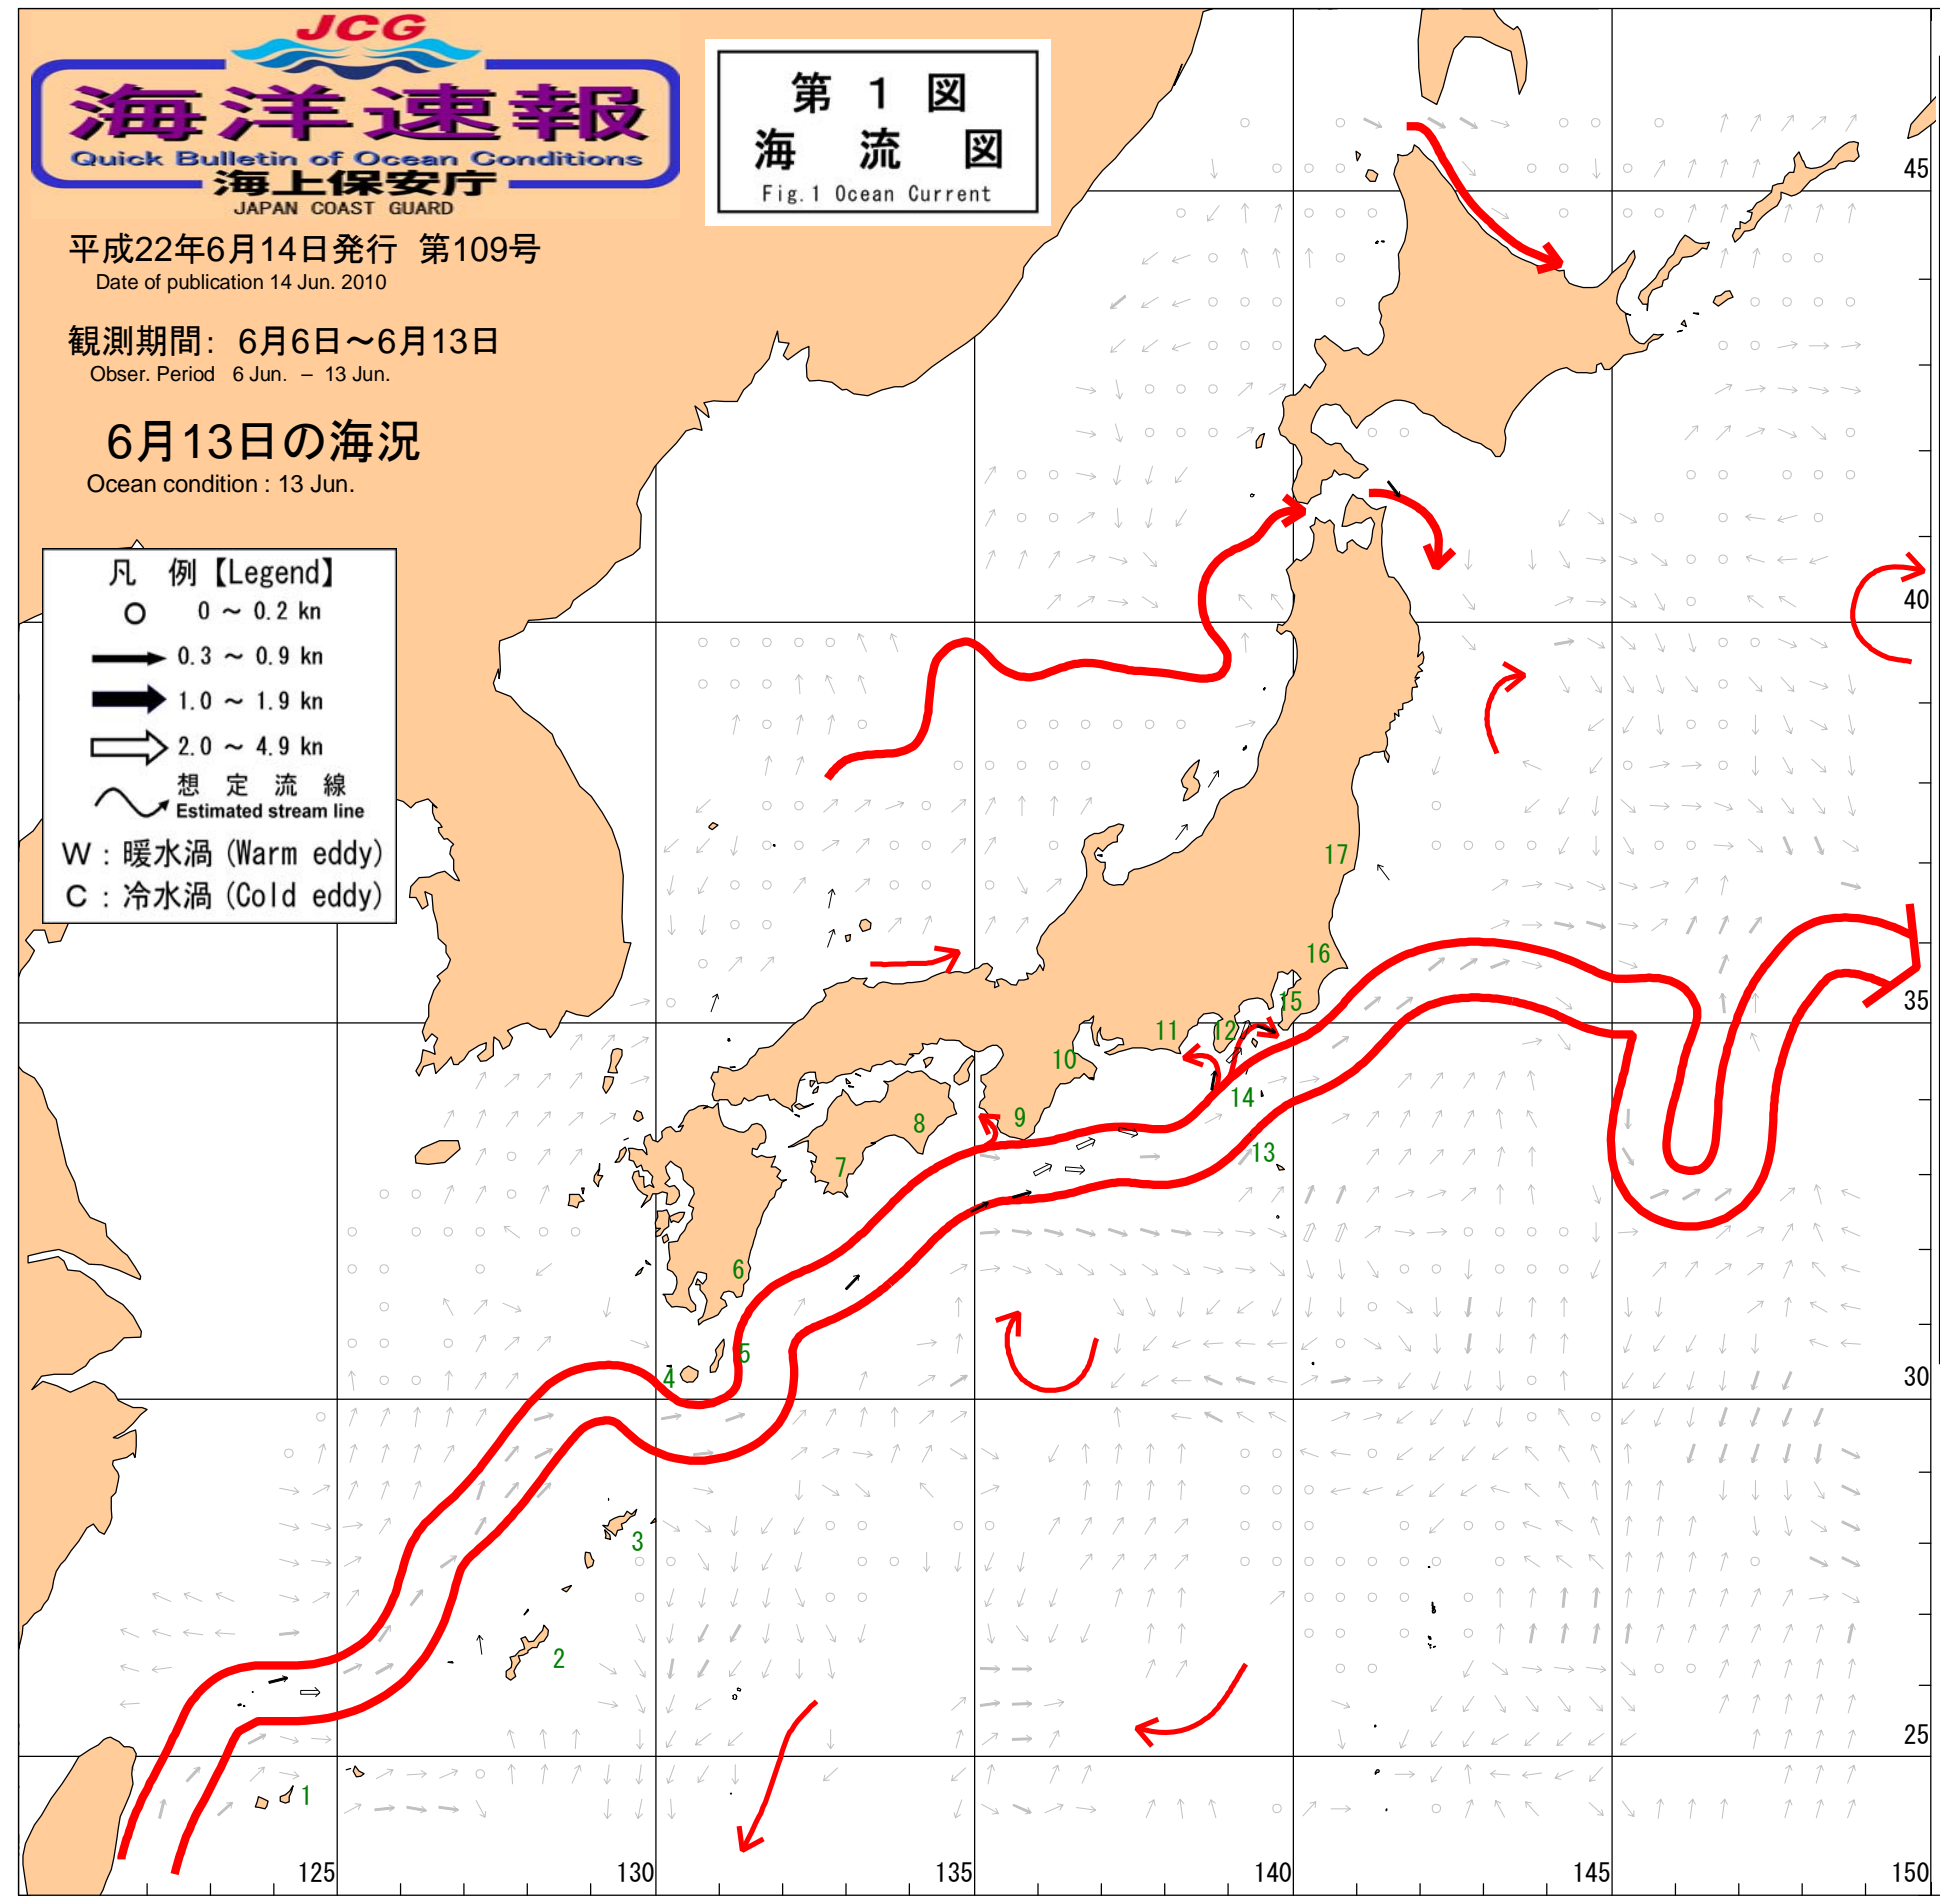 JCG
海洋速報
Quick Bulletin of Ocean Conditions
海上保安庁
JAPAN COAST GUARD
第 1 図
海 流 図
Fig.1 Ocean Current
平成22年6月14日発行 第109号
Date of publication 14 Jun. 2010
観測期間： 6月6日～6月13日
Obser. Period 6 Jun. – 13 Jun.
6月13日の海況
Ocean condition : 13 Jun.
凡 例【Legend】
0 ～ 0.2 kn
0.3 ～ 0.9 kn
1.0 ～ 1.9 kn
2.0 ～ 4.9 kn
想 定 流 線
Estimated stream line
W : 暖水渦 (Warm eddy)
C : 冷水渦 (Cold eddy)
45
40
17
16
35
15
12
11
10
14
9
8
13
7
6
5
4
30
3
2
25
1
125
130
135
140
145
150